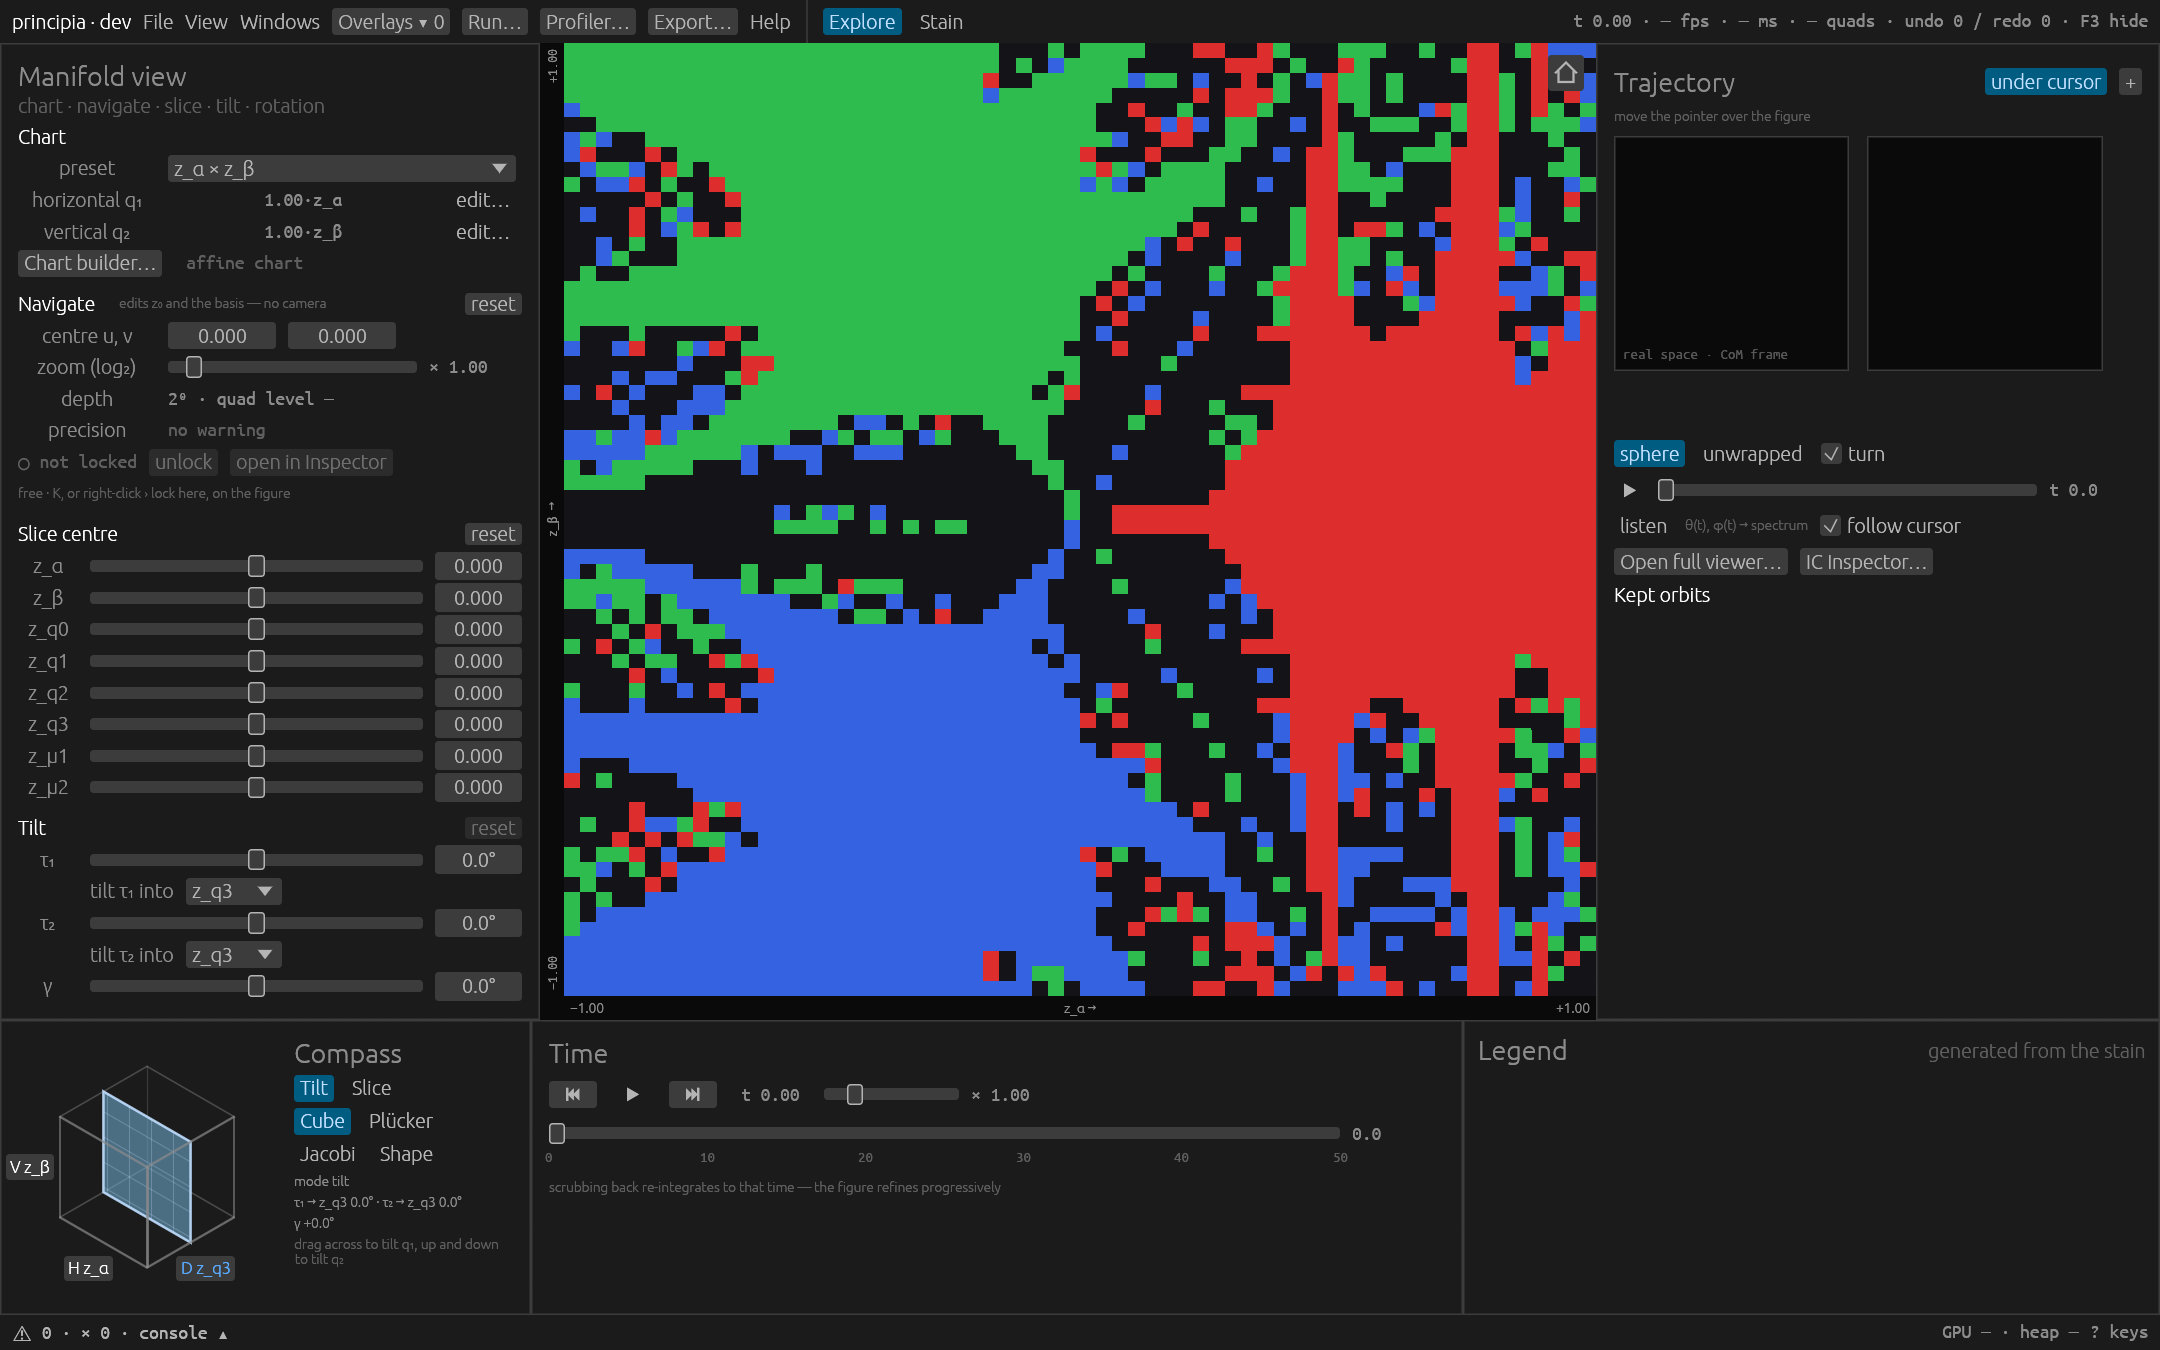 principia · dev File View Windows Overlays ▾ 0 Run... Profiler... Export... Help Explore Stain t 0.00 · — fps · — ms · — quads · undo 0 / redo 0 · F3 hide
Manifold view
chart · navigate · slice · tilt · rotation
Chart
preset z_α × z_β
horizontal q₁ 1.00·z_α edit...
vertical q₂ 1.00·z_β edit...
Chart builder... affine chart
Navigate edits z₀ and the basis — no camera reset
centre u, v 0.000 0.000
zoom (log₂) × 1.00
depth 2⁰ · quad level —
precision no warning
○ not locked unlock open in Inspector
free · K, or right-click › lock here, on the figure
Slice centre reset
z_α 0.000
z_β 0.000
z_q0 0.000
z_q1 0.000
z_q2 0.000
z_q3 0.000
z_μ1 0.000
z_μ2 0.000
Tilt reset
τ₁ 0.0°
tilt τ₁ into z_q3
τ₂ 0.0°
tilt τ₂ into z_q3
γ 0.0°
+1.00
z_β →
−1.00
−1.00 z_α → +1.00
Trajectory under cursor +
move the pointer over the figure
real space · CoM frame
sphere unwrapped ✓ turn
t 0.0
listen θ(t), φ(t) → spectrum ✓ follow cursor
Open full viewer... IC Inspector...
Kept orbits
V z_β
H z_α
D z_q3
Compass
Tilt Slice
Cube Plücker
Jacobi Shape
mode tilt
τ₁ → z_q3 0.0° · τ₂ → z_q3 0.0°
γ +0.0°
drag across to tilt q₁, up and down
to tilt q₂
Time
t 0.00 × 1.00
0.0
0 10 20 30 40 50
scrubbing back re-integrates to that time — the figure refines progressively
Legend generated from the stain
⚠ 0 · × 0 · console ▴ GPU — · heap — ? keys